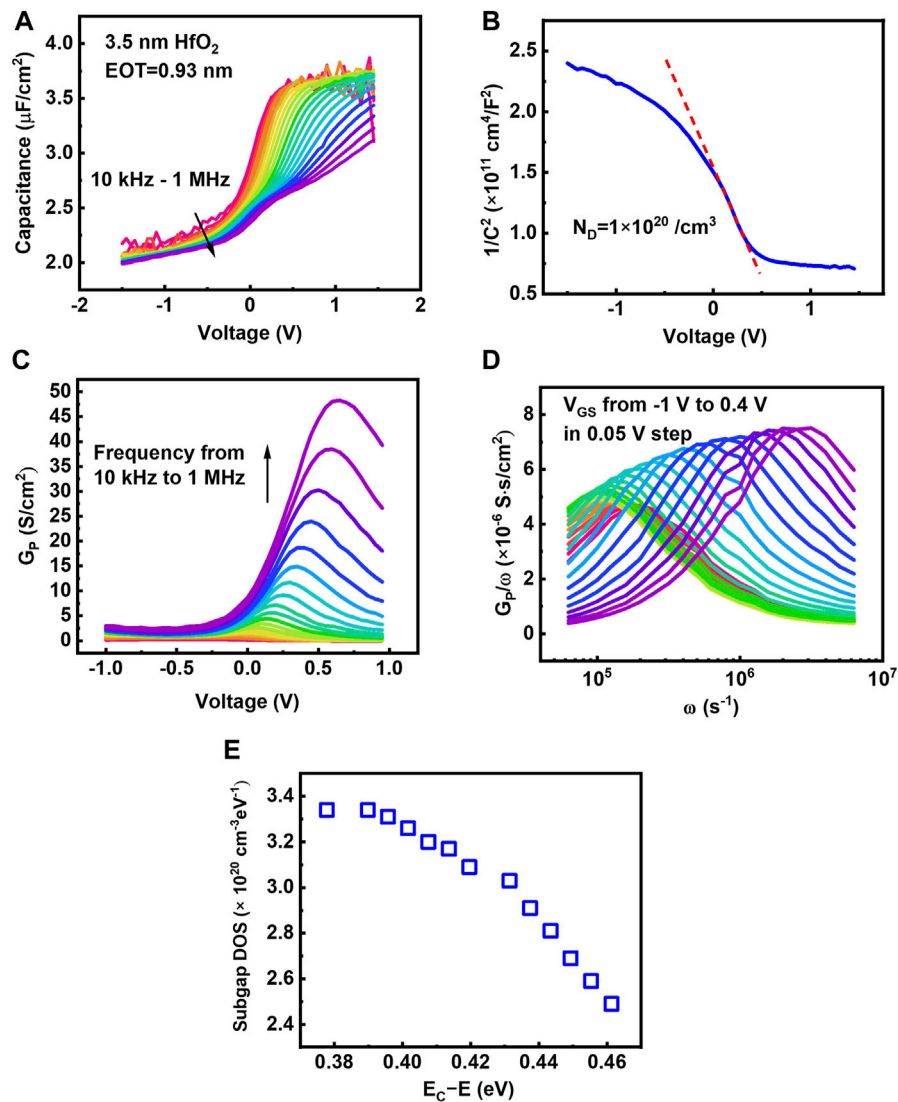 A
3.5 nm HfO₂
EOT=0.93 nm
10 kHz - 1 MHz
Capacitance (μF/cm²)
4.0
3.5
3.0
2.5
2.0
-2 -1 0 1 2
Voltage (V)
B
N_D=1×10²⁰ /cm³
1/C² (×10¹¹ cm⁴/F²)
2.5
2.0
1.5
1.0
0.5
-1 0 1
Voltage (V)
C
Frequency from
10 kHz to 1 MHz
G_P (S/cm²)
50
45
40
35
30
25
20
15
10
5
0
-1.0 -0.5 0.0 0.5 1.0
Voltage (V)
D
V_GS from -1 V to 0.4 V
in 0.05 V step
G_P/ω (×10⁻⁶ S·s/cm²)
8
6
4
2
0
10⁵ 10⁶ 10⁷
ω (s⁻¹)
E
Subgap DOS (× 10²⁰ cm⁻³eV⁻¹)
3.4
3.2
3.0
2.8
2.6
2.4
0.38 0.40 0.42 0.44 0.46
E_C−E (eV)